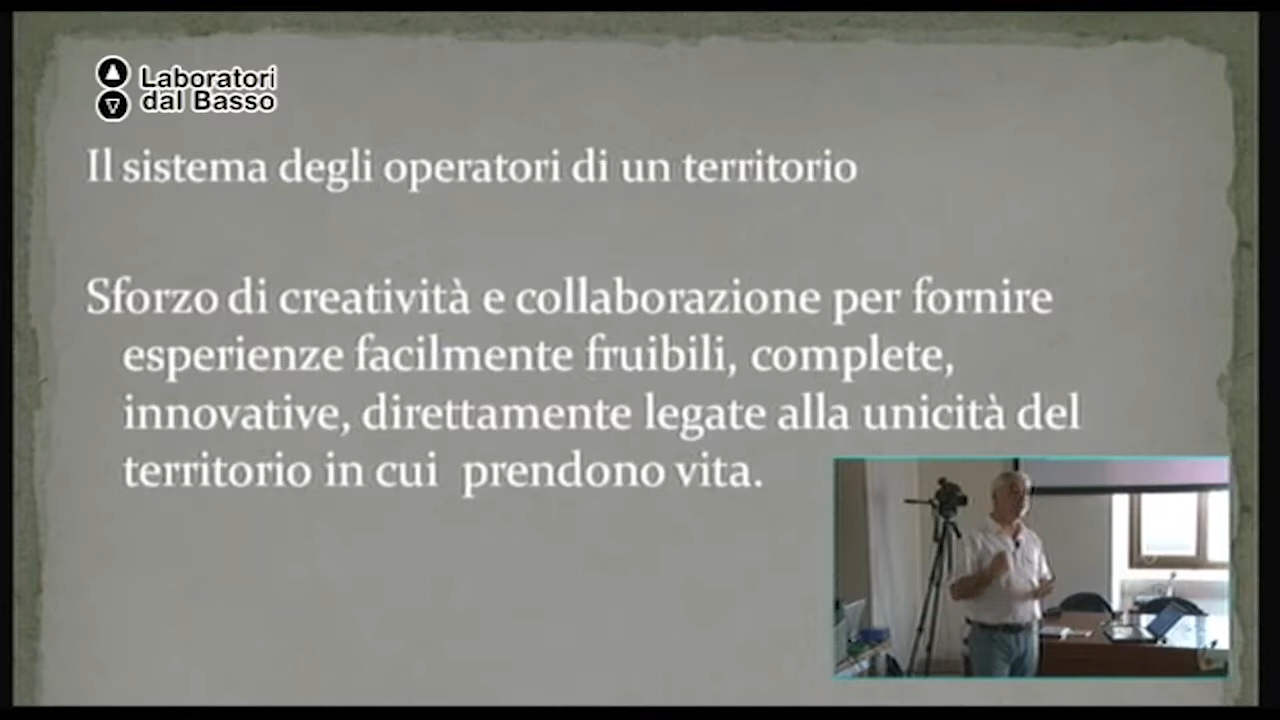 Laboratori
dal Basso
Il sistema degli operatori di un territorio
Sforzo di creatività e collaborazione per fornire
esperienze facilmente fruibili, complete,
innovative, direttamente legate alla unicità del
territorio in cui prendono vita.